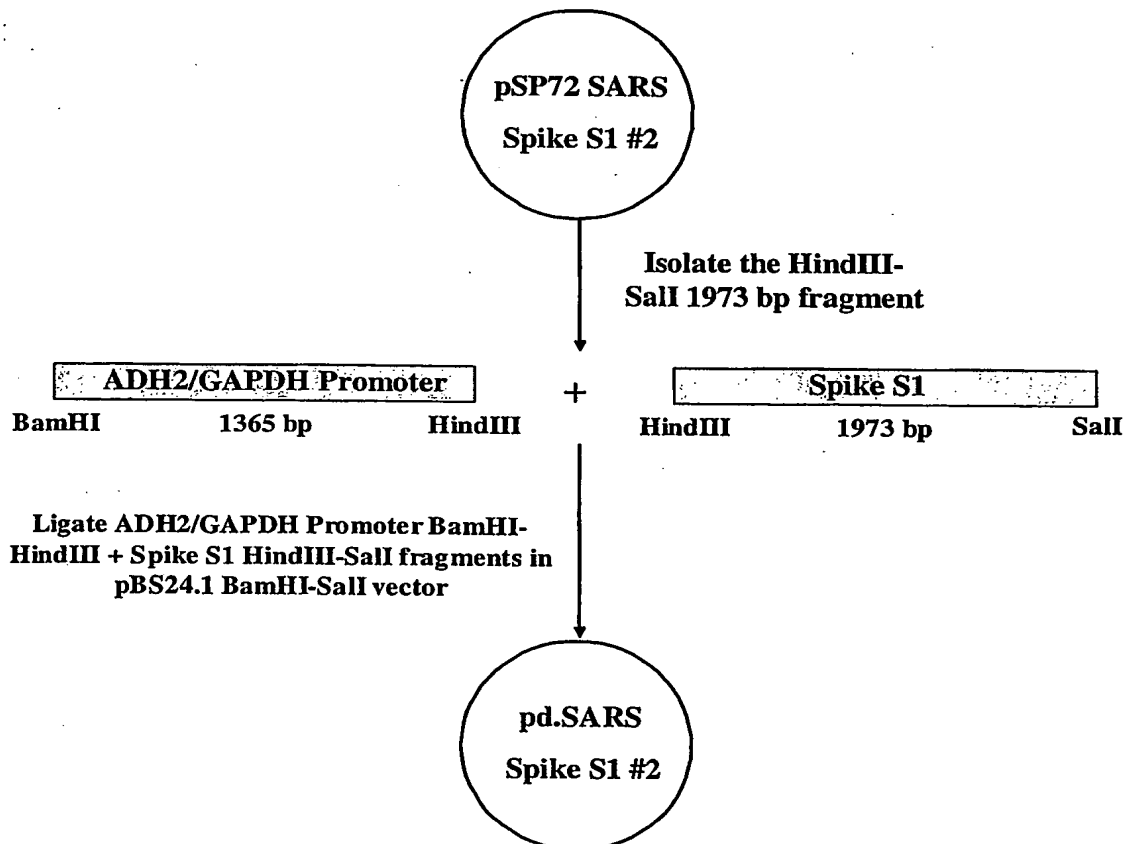 pSP72 SARS
Spike S1 #2
Isolate the HindIII-
SalI 1973 bp fragment
ADH2/GAPDH Promoter
+
Spike S1
BamHI 1365 bp HindIII
HindIII 1973 bp SalI
Ligate ADH2/GAPDH Promoter BamHI-
HindIII + Spike S1 HindIII-SalI fragments in
pBS24.1 BamHI-SalI vector
pd.SARS
Spike S1 #2